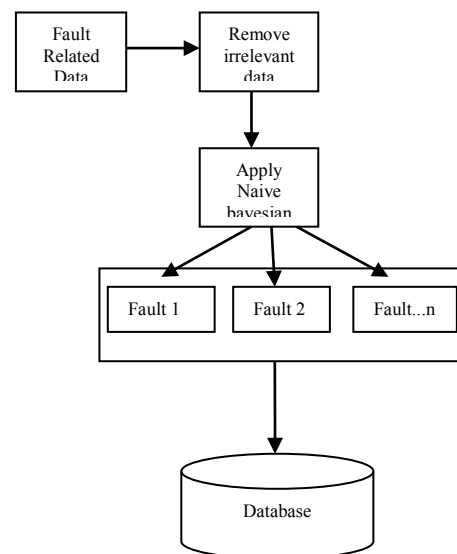 Fault
Related
Data
Remove
irrelevant
data
Apply
Naive
bayesian
Fault 1
Fault 2
Fault...n
Database